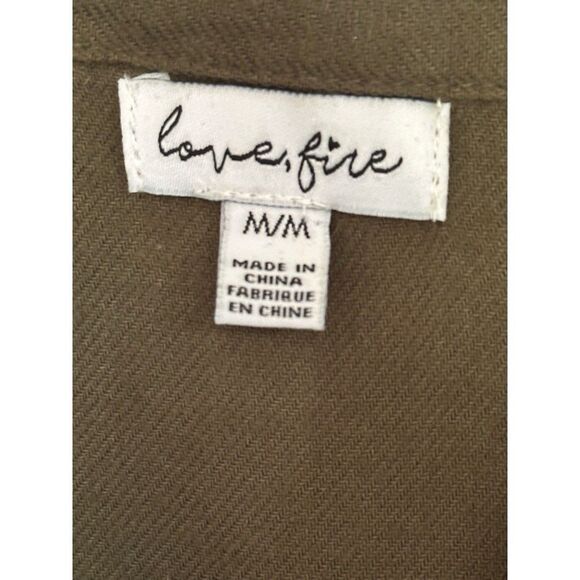 love, fire
M/M
MADE IN
CHINA
FABRIQUE
EN CHINE